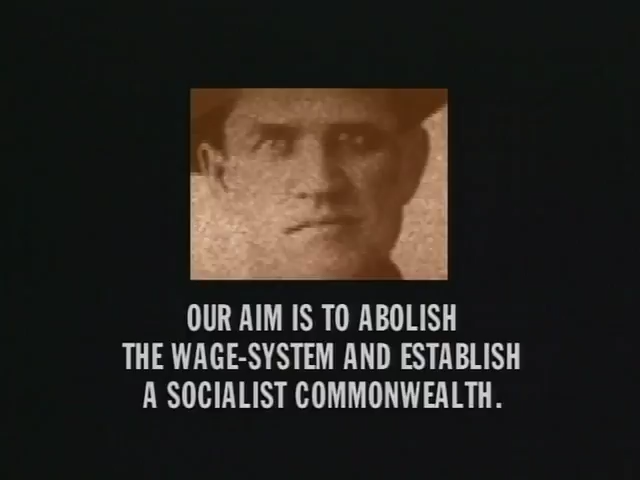 OUR AIM IS TO ABOLISH
THE WAGE-SYSTEM AND ESTABLISH
A SOCIALIST COMMONWEALTH.